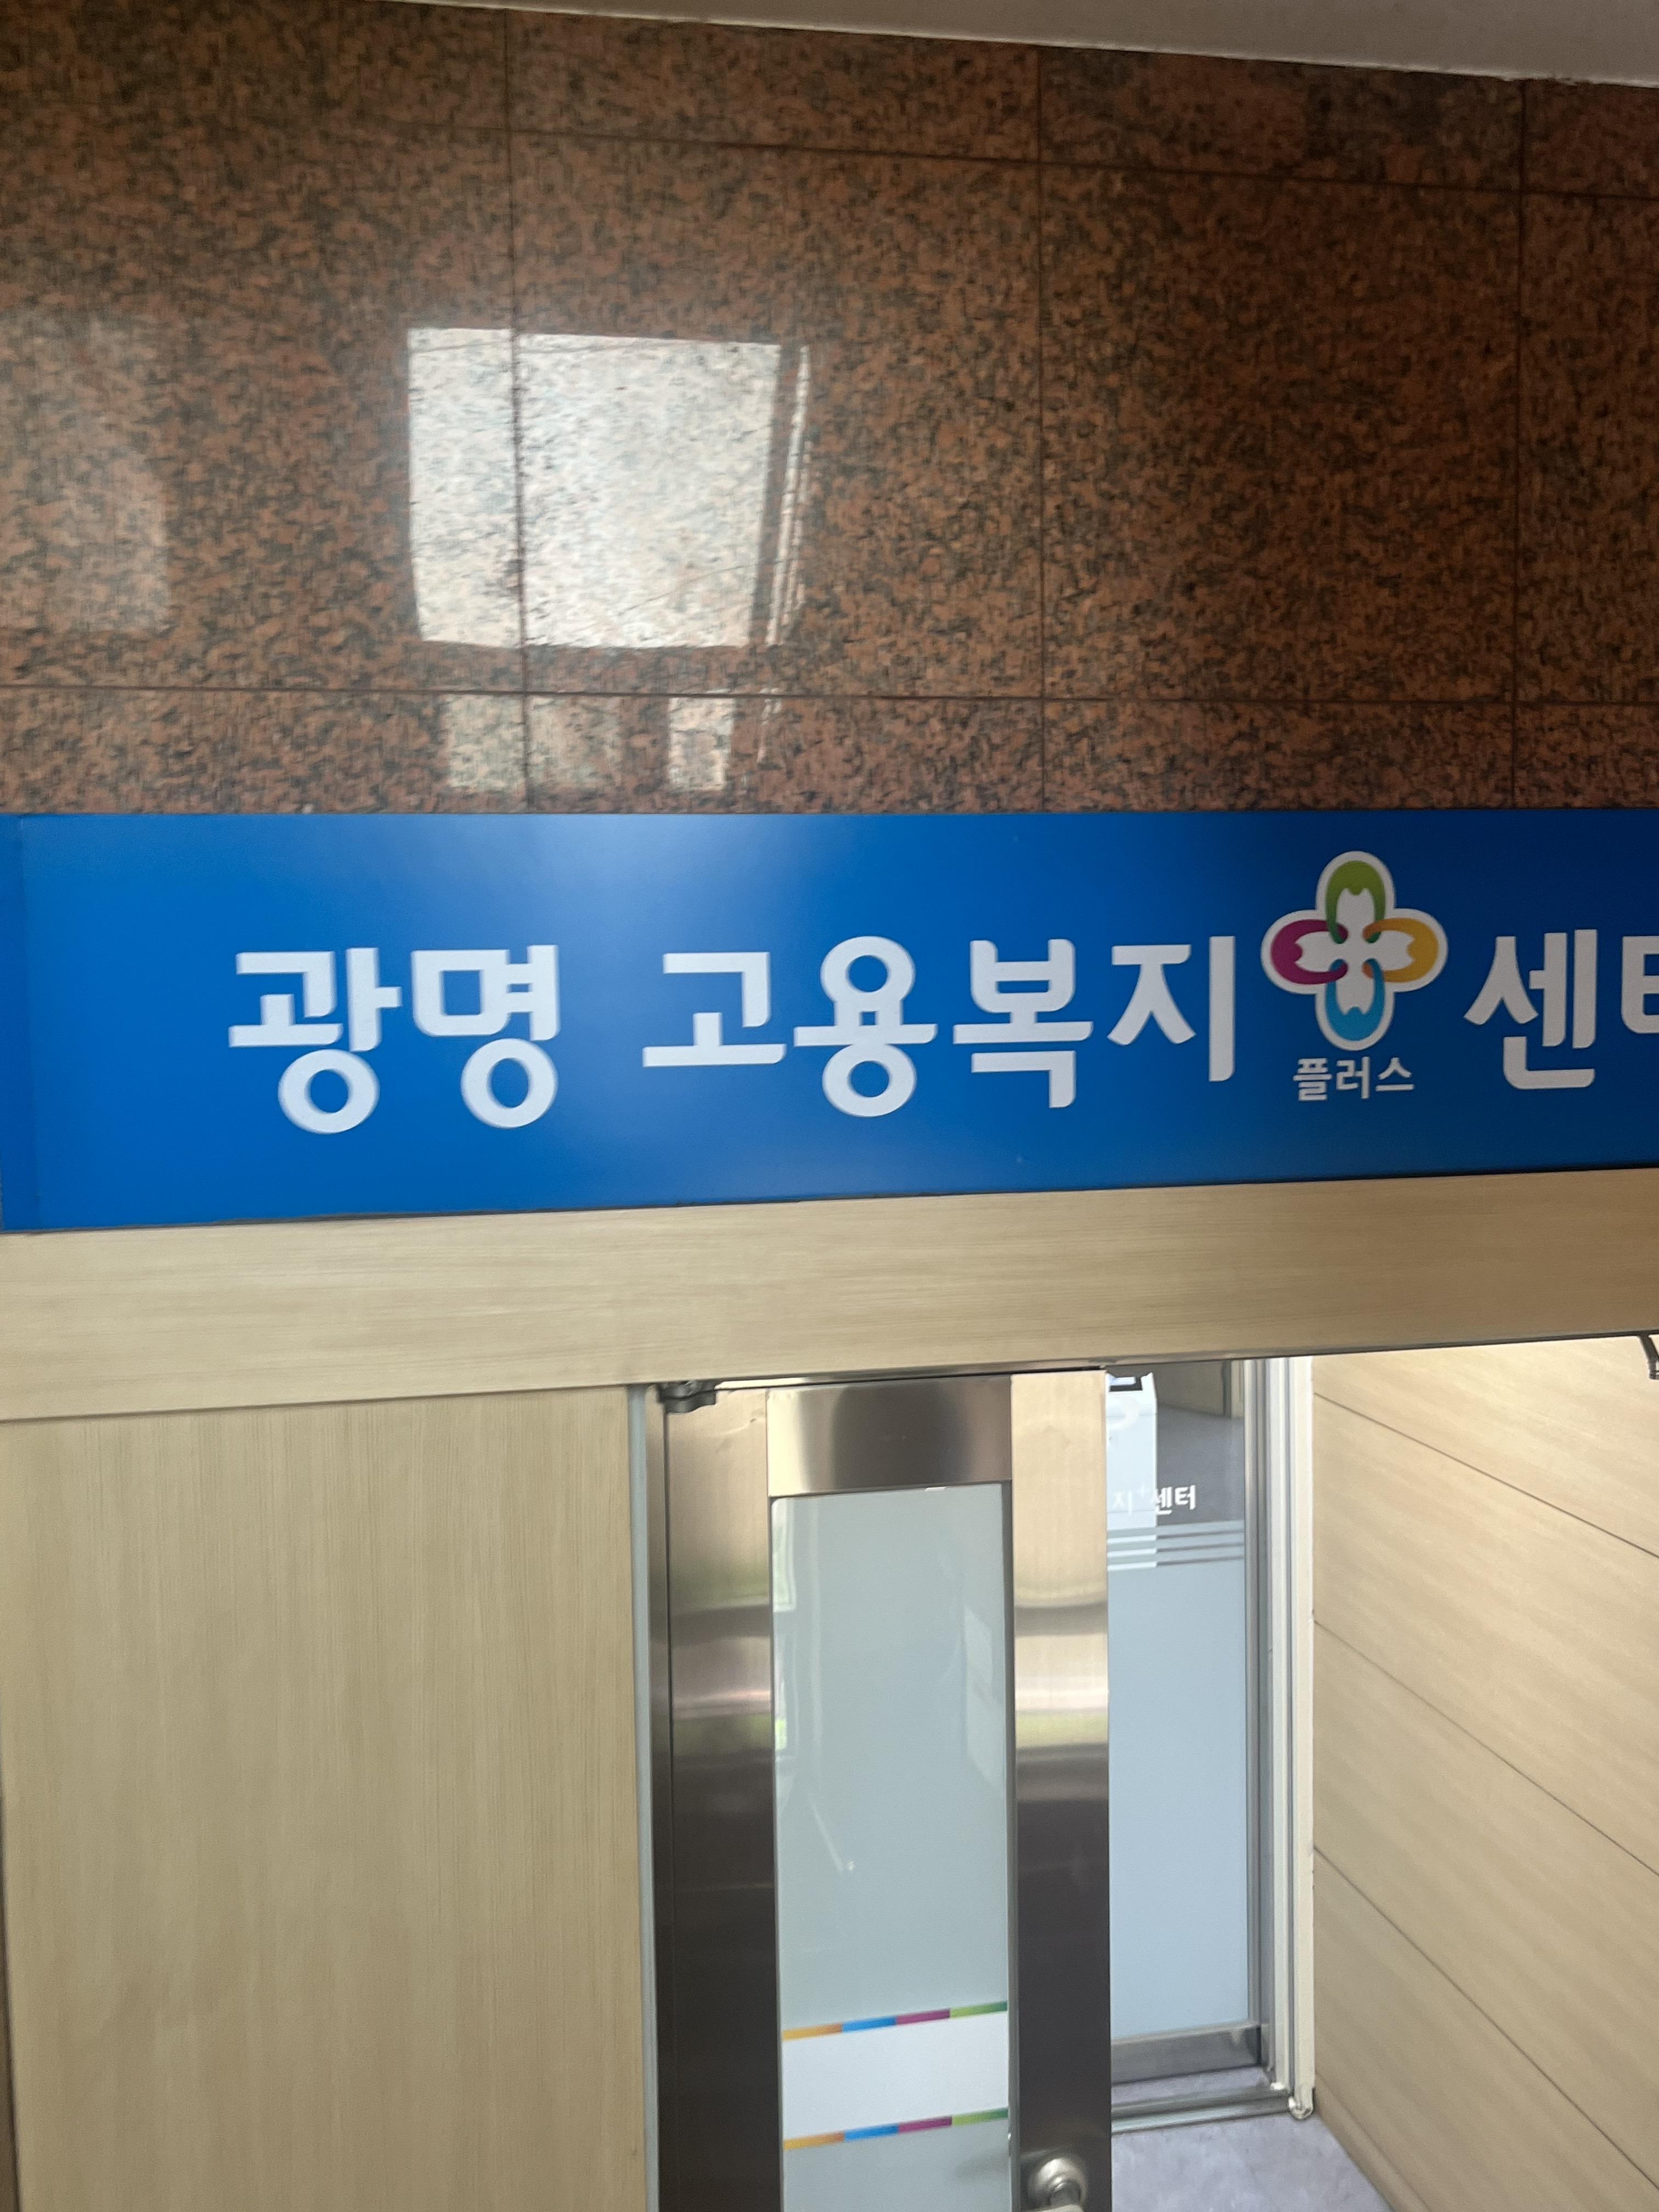 광명 고용복지 플러스 센터
지+센터